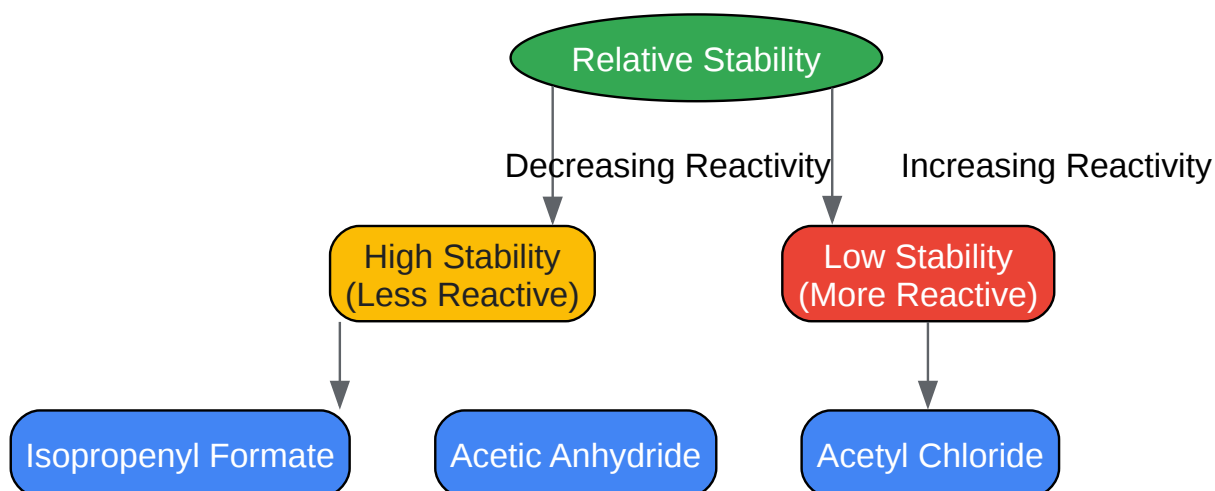 Relative Stability
Decreasing Reactivity
Increasing Reactivity
High Stability
(Less Reactive)
Low Stability
(More Reactive)
Isopropenyl Formate
Acetic Anhydride
Acetyl Chloride